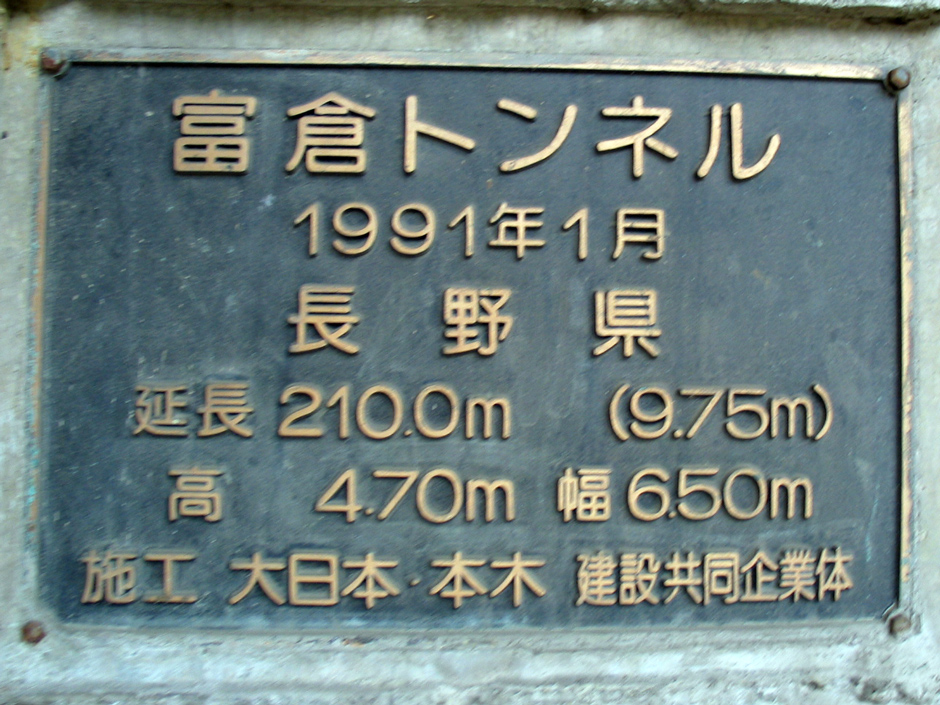 富倉トンネル
1991年1月
長野県
延長 210.0m (9.75m)
高 4.70m 幅 6.50m
施工 大日本・本木 建設共同企業体